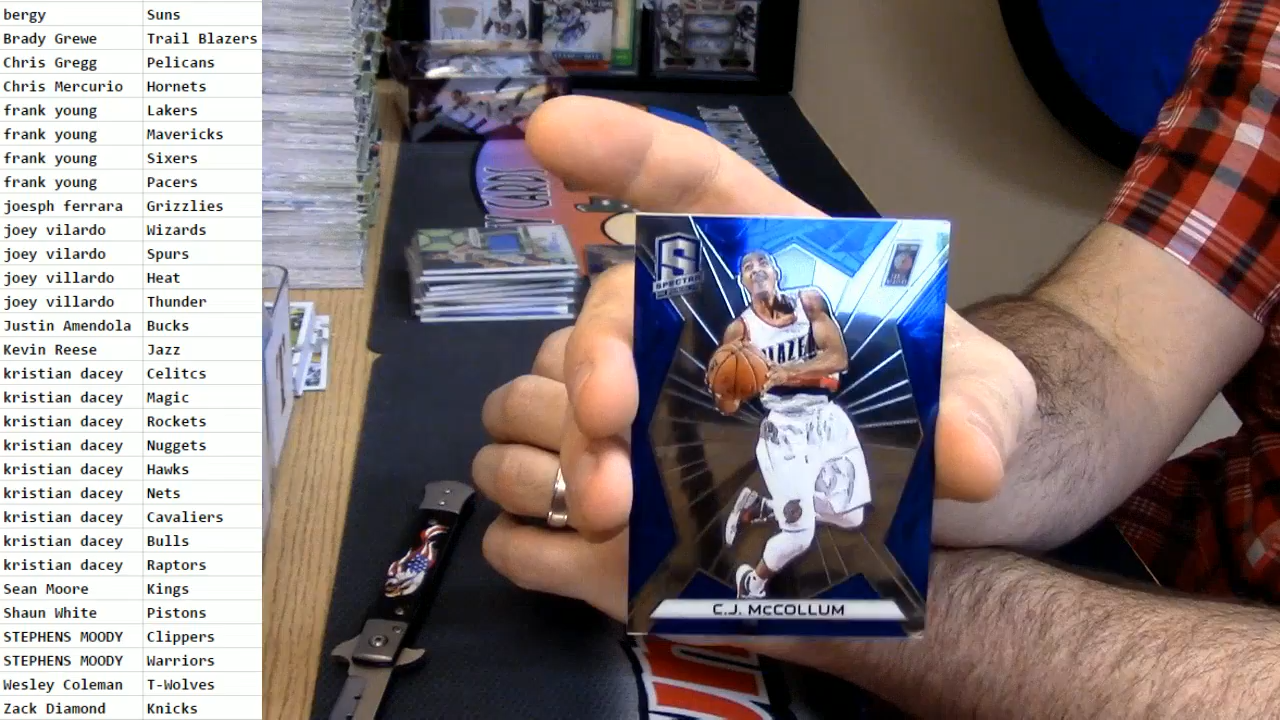 bergy Suns
Brady Grewe Trail Blazers
Chris Gregg Pelicans
Chris Mercurio Hornets
frank young Lakers
frank young Mavericks
frank young Sixers
frank young Pacers
joesph ferrara Grizzlies
joey vilardo Wizards
joey vilardo Spurs
joey villardo Heat
joey villardo Thunder
Justin Amendola Bucks
Kevin Reese Jazz
kristian dacey Celitcs
kristian dacey Magic
kristian dacey Rockets
kristian dacey Nuggets
kristian dacey Hawks
kristian dacey Nets
kristian dacey Cavaliers
kristian dacey Bulls
kristian dacey Raptors
Sean Moore Kings
Shaun White Pistons
STEPHENS MOODY Clippers
STEPHENS MOODY Warriors
Wesley Coleman T-Wolves
Zack Diamond Knicks
CARDS
S
SPECTRA
BLAZE
C.J. McCOLLUM